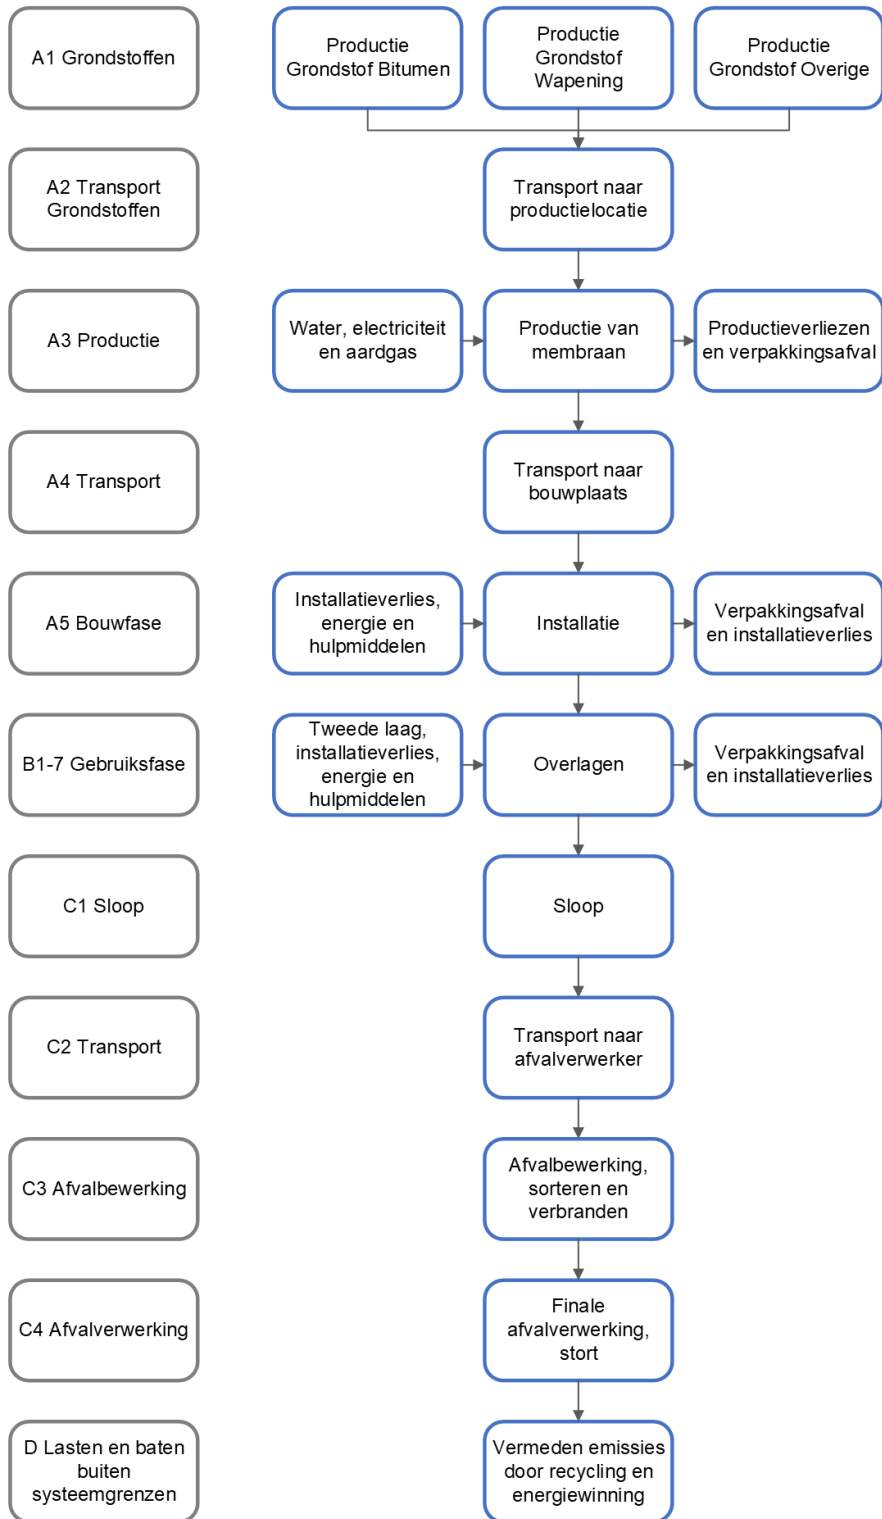 A1 Grondstoffen
Productie
Grondstof Bitumen
Productie
Grondstof
Wapening
Productie
Grondstof Overige
A2 Transport
Grondstoffen
Transport naar
productielocatie
A3 Productie
Water, electriciteit
en aardgas
Productie van
membraan
Productieverliezen
en verpakkingsafval
A4 Transport
Transport naar
bouwplaats
A5 Bouwfase
Installatieverlies,
energie en
hulpmiddelen
Installatie
Verpakkingsafval
en installatieverlies
B1-7 Gebruiksfase
Tweede laag,
installatieverlies,
energie en
hulpmiddelen
Overlagen
Verpakkingsafval
en installatieverlies
C1 Sloop
Sloop
C2 Transport
Transport naar
afvalverwerker
C3 Afvalbewerking
Afvalbewerking,
sorteren en
verbranden
C4 Afvalverwerking
Finale
afvalverwerking,
stort
D Lasten en baten
buiten
systeemgrenzen
Vermeden emissies
door recycling en
energiewinning